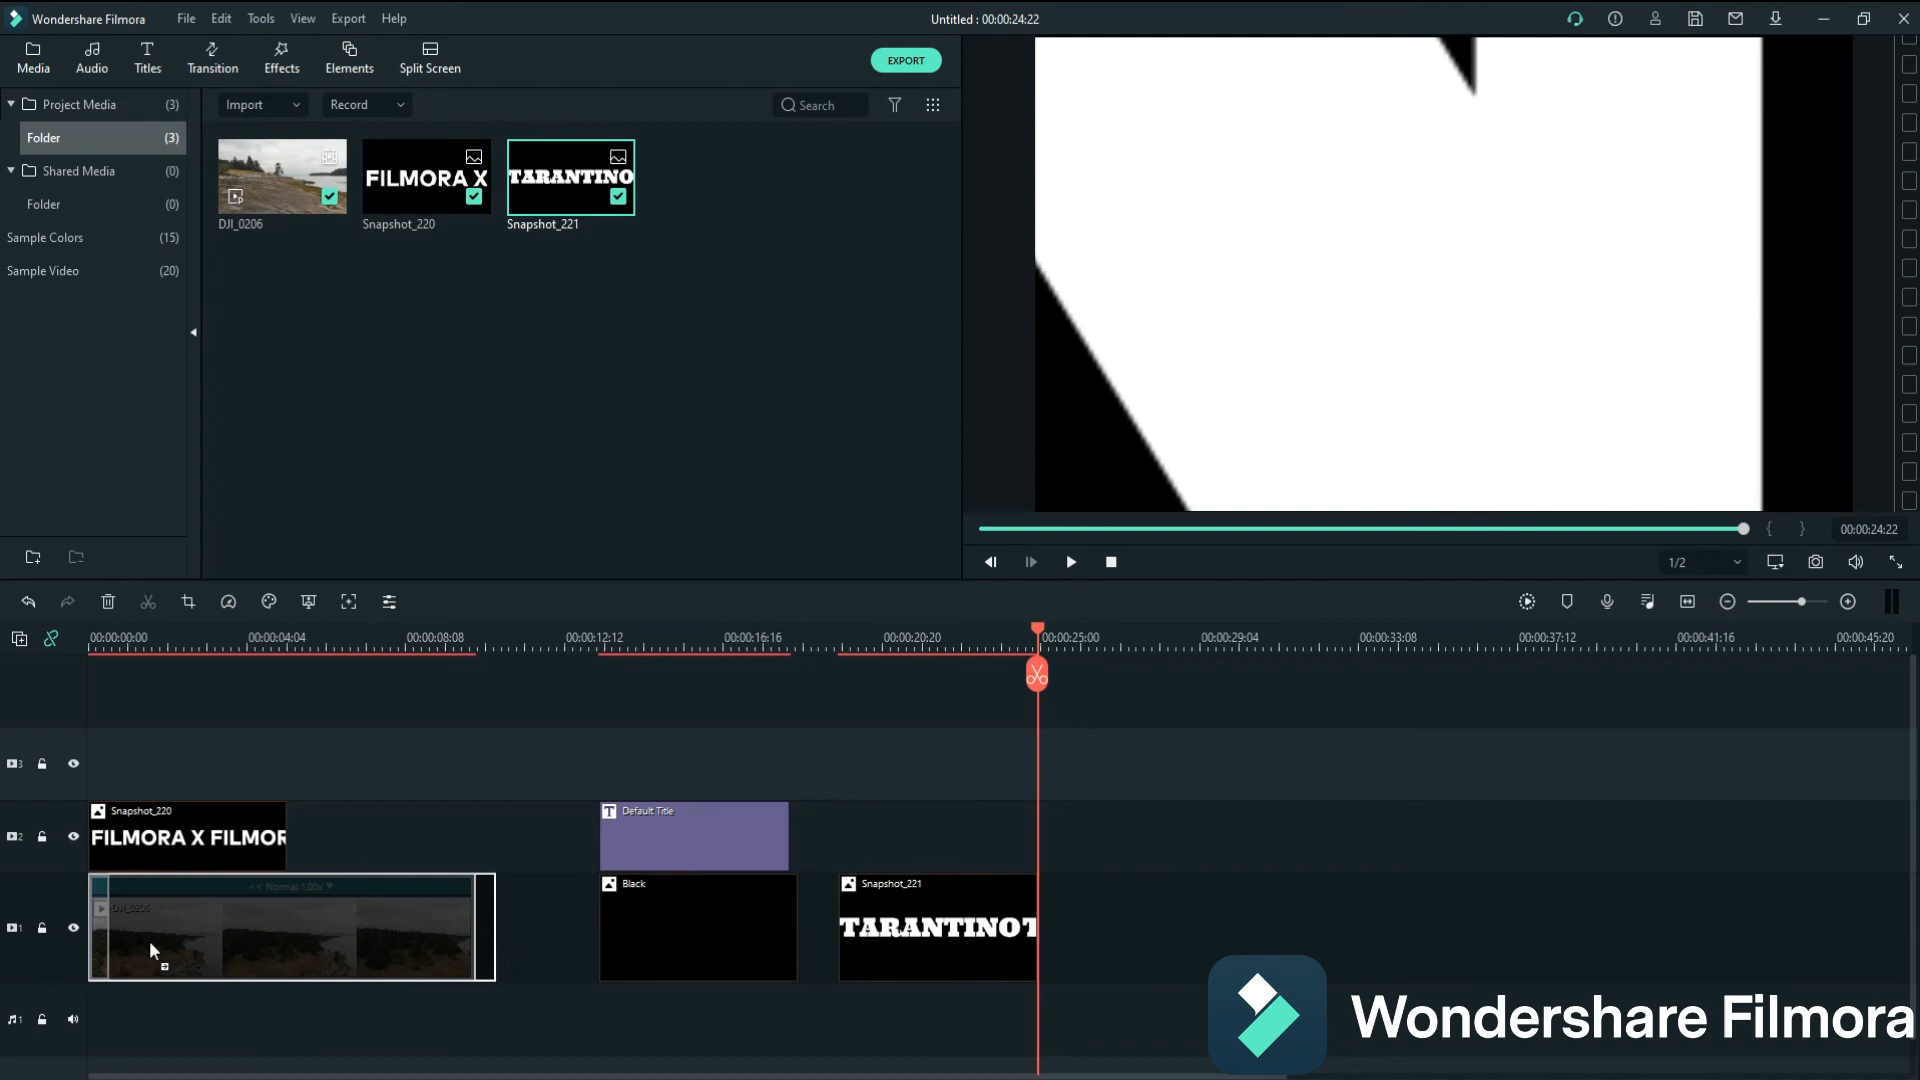 Wondershare Filmora File Edit Tools View Export Help Untitled : 00:00:24:22
Media Audio Titles Transition Effects Elements Split Screen EXPORT
Project Media (3) Import Record Search
Folder (3)
Shared Media (0)
Folder (0)
Sample Colors (15)
Sample Video (20)
FILMORA X
TARANTINO
DJI_0206 Snapshot_220 Snapshot_221
00:00:24:22
1/2
00:00:00:00 00:00:04:04 00:00:08:08 00:00:12:12 00:00:16:16 00:00:20:20 00:00:25:00 00:00:29:04 00:00:33:08 00:00:37:12 00:00:41:16 00:00:45:20
3
2 Snapshot_220 Default Title
FILMORA X FILMOR
<< Normal 1.00x Black Snapshot_221
DJI_0206
1 TARANTINOT
1
Wondershare Filmora